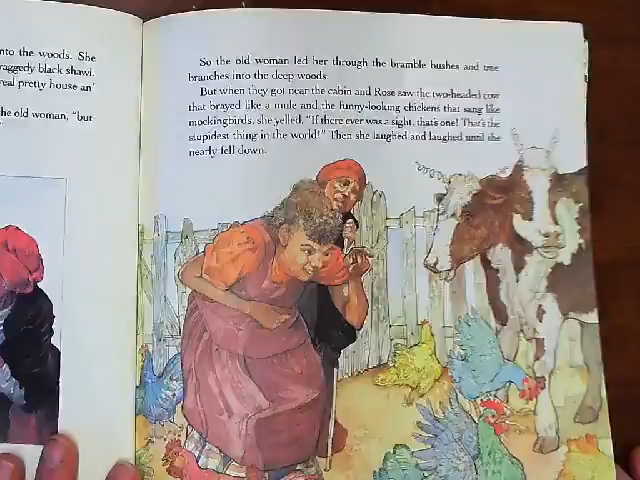 nto the woods. She
raggedy black shawl.
real pretty house an'
he old woman, "but
So the old woman led her through the bramble bushes and tree
branches into the deep woods.
But when they got near the cabin and Rose saw the two-headed cow
that brayed like a mule and the funny-looking chickens that sang like
mockingbirds, she yelled, "If there ever was a sight, that's one! That's the
stupidest thing in the world!" Then she laughed and laughed until she
nearly fell down.